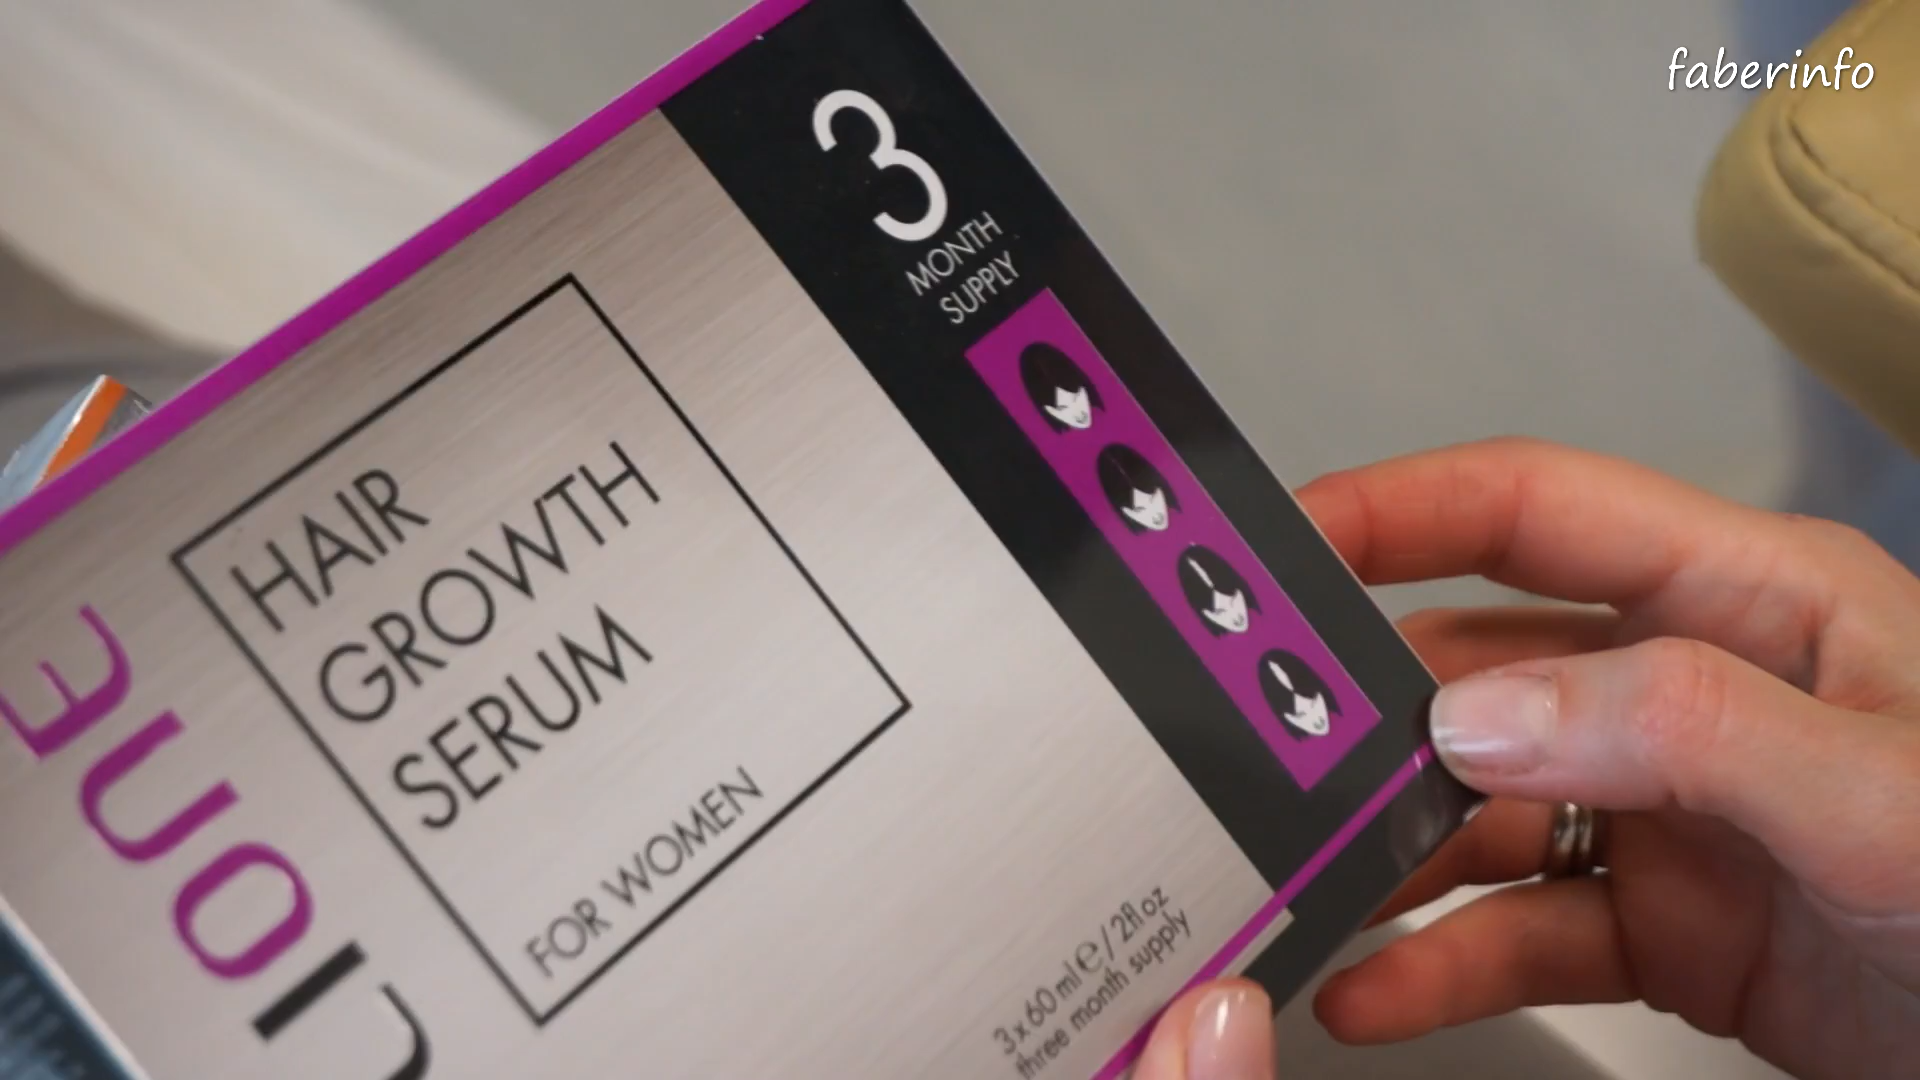 faberinfo
3
MONTH
SUPPLY
HAIR
GROWTH
SERUM
FOR WOMEN
3 x 60 ml ℮ / 2fl oz
three month supply